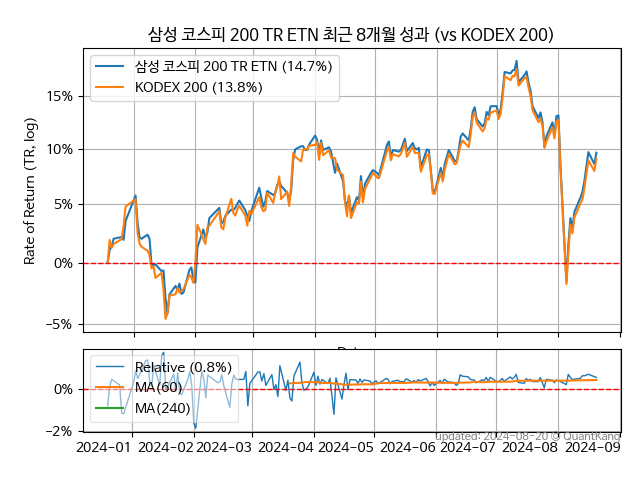 삼성 코스피 200 TR ETN 최근 8개월 성과 (vs KODEX 200)
삼성 코스피 200 TR ETN (14.7%)
KODEX 200 (13.8%)
Rate of Return (TR, log)
15%
10%
5%
0%
−5%
Relative (0.8%)
MA(60)
MA(240)
0%
−2%
updated: 2024-08-20 © QuantKang
2024−01 2024−02 2024−03 2024−04 2024−05 2024−06 2024−07 2024−08 2024−09